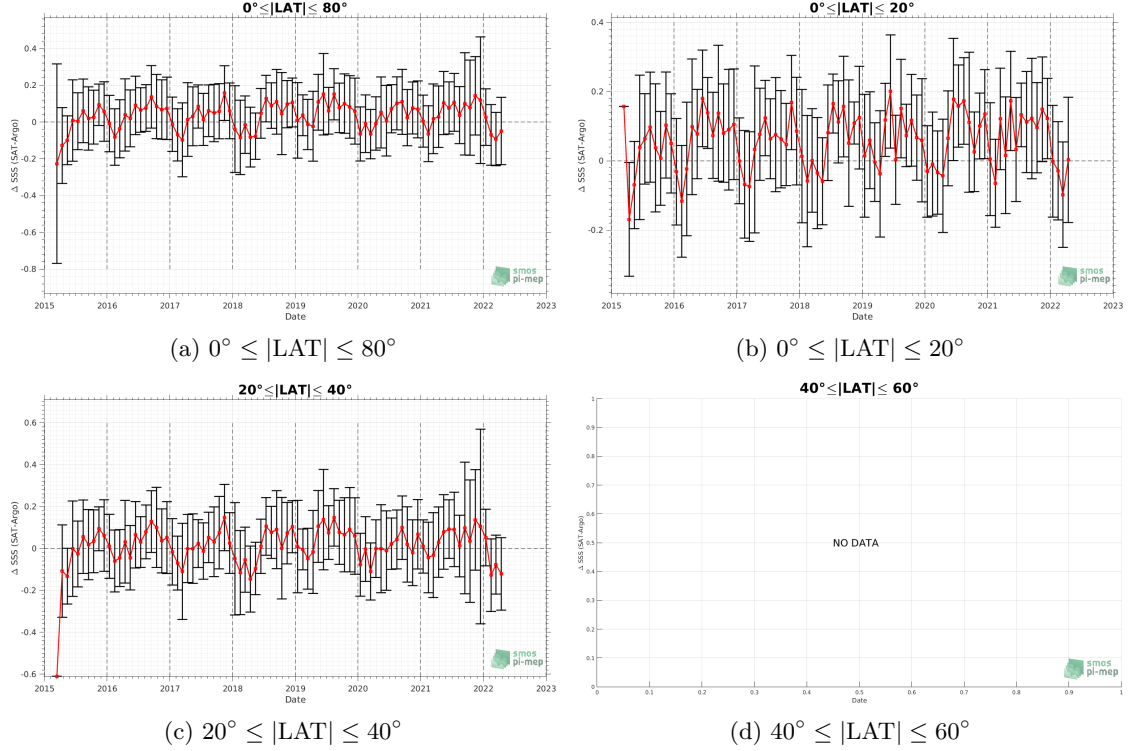 0°≤|LAT|≤ 80°
Δ SSS (SAT-Argo)
0.4
0.2
0
-0.2
-0.4
-0.6
-0.8
2015 2016 2017 2018 2019 2020 2021 2022 2023
Date
smos
pi-mep
(a) 0° ≤ |LAT| ≤ 80°
0°≤|LAT|≤ 20°
Δ SSS (SAT-Argo)
0.4
0.2
0
-0.2
2015 2016 2017 2018 2019 2020 2021 2022 2023
Date
smos
pi-mep
(b) 0° ≤ |LAT| ≤ 20°
20°≤|LAT|≤ 40°
Δ SSS (SAT-Argo)
0.6
0.4
0.2
0
-0.2
-0.4
-0.6
2015 2016 2017 2018 2019 2020 2021 2022 2023
Date
smos
pi-mep
(c) 20° ≤ |LAT| ≤ 40°
40°≤|LAT|≤ 60°
Δ SSS (SAT-Argo)
1
0.9
0.8
0.7
0.6
0.5
0.4
0.3
0.2
0.1
0
NO DATA
0 0.1 0.2 0.3 0.4 0.5 0.6 0.7 0.8 0.9 1
Date
smos
pi-mep
(d) 40° ≤ |LAT| ≤ 60°